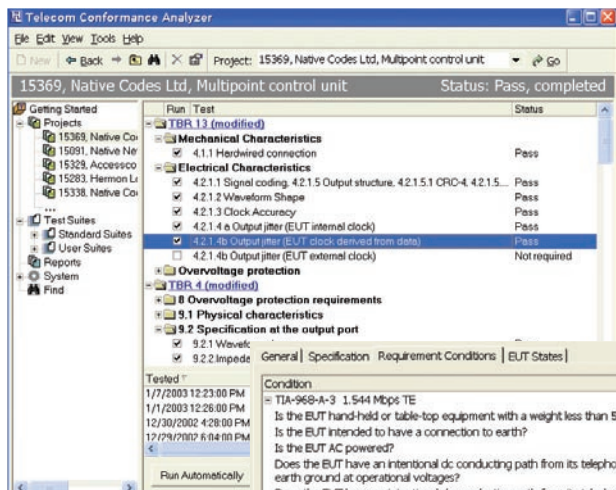 Telecom Conformance Analyzer
File Edit View Tools Help
New Back Project: 15369, Native Codes Ltd, Multipoint control unit Go
15369, Native Codes Ltd, Multipoint control unit Status: Pass, completed
Getting Started
Projects
15369, Native Co
15091, Native Ne
15329, Accessco
15283, Hermon L
15338, Native Co
...
Test Suites
Standard Suites
User Suites
Reports
System
Find
Run Test Status
TBR 13 (modified)
Mechanical Characteristics
4.1.1 Hardwired connection Pass
Electrical Characteristics
4.2.1.1 Signal coding, 4.2.1.5 Output structure, 4.2.1.5.1 CRC-4, 4.2.1.5.... Pass
4.2.1.2 Waveform Shape Pass
4.2.1.3 Clock Accuracy Pass
4.2.1.4 a Output jitter (EUT internal clock) Pass
4.2.1.4b Output jitter (EUT clock derived from data) Pass
4.2.1.4b Output jitter (EUT external clock) Not required
Overvoltage protection
TBR 4 (modified)
8 Overvoltage protection requirements
9.1 Physical characteristics
9.2 Specification at the output port
9.2.1 Wavefo
9.2.2 Impede
Tested
1/7/2003 12:23:00 PM
1/1/2003 12:26:00 PM
12/30/2002 4:28:00 PM
12/29/2002 6:04:00 PM
Run Automatically
General Specification Requirement Conditions EUT States
Condition
TIA-968-A-3 1.544 Mbps TE
Is the EUT hand-held or table-top equipment with a weight less than 5
Is the EUT intended to have a connection to earth?
Is the EUT AC powered?
Does the EUT have an intentional dc conducting path from its telepho
earth ground at operational voltages?